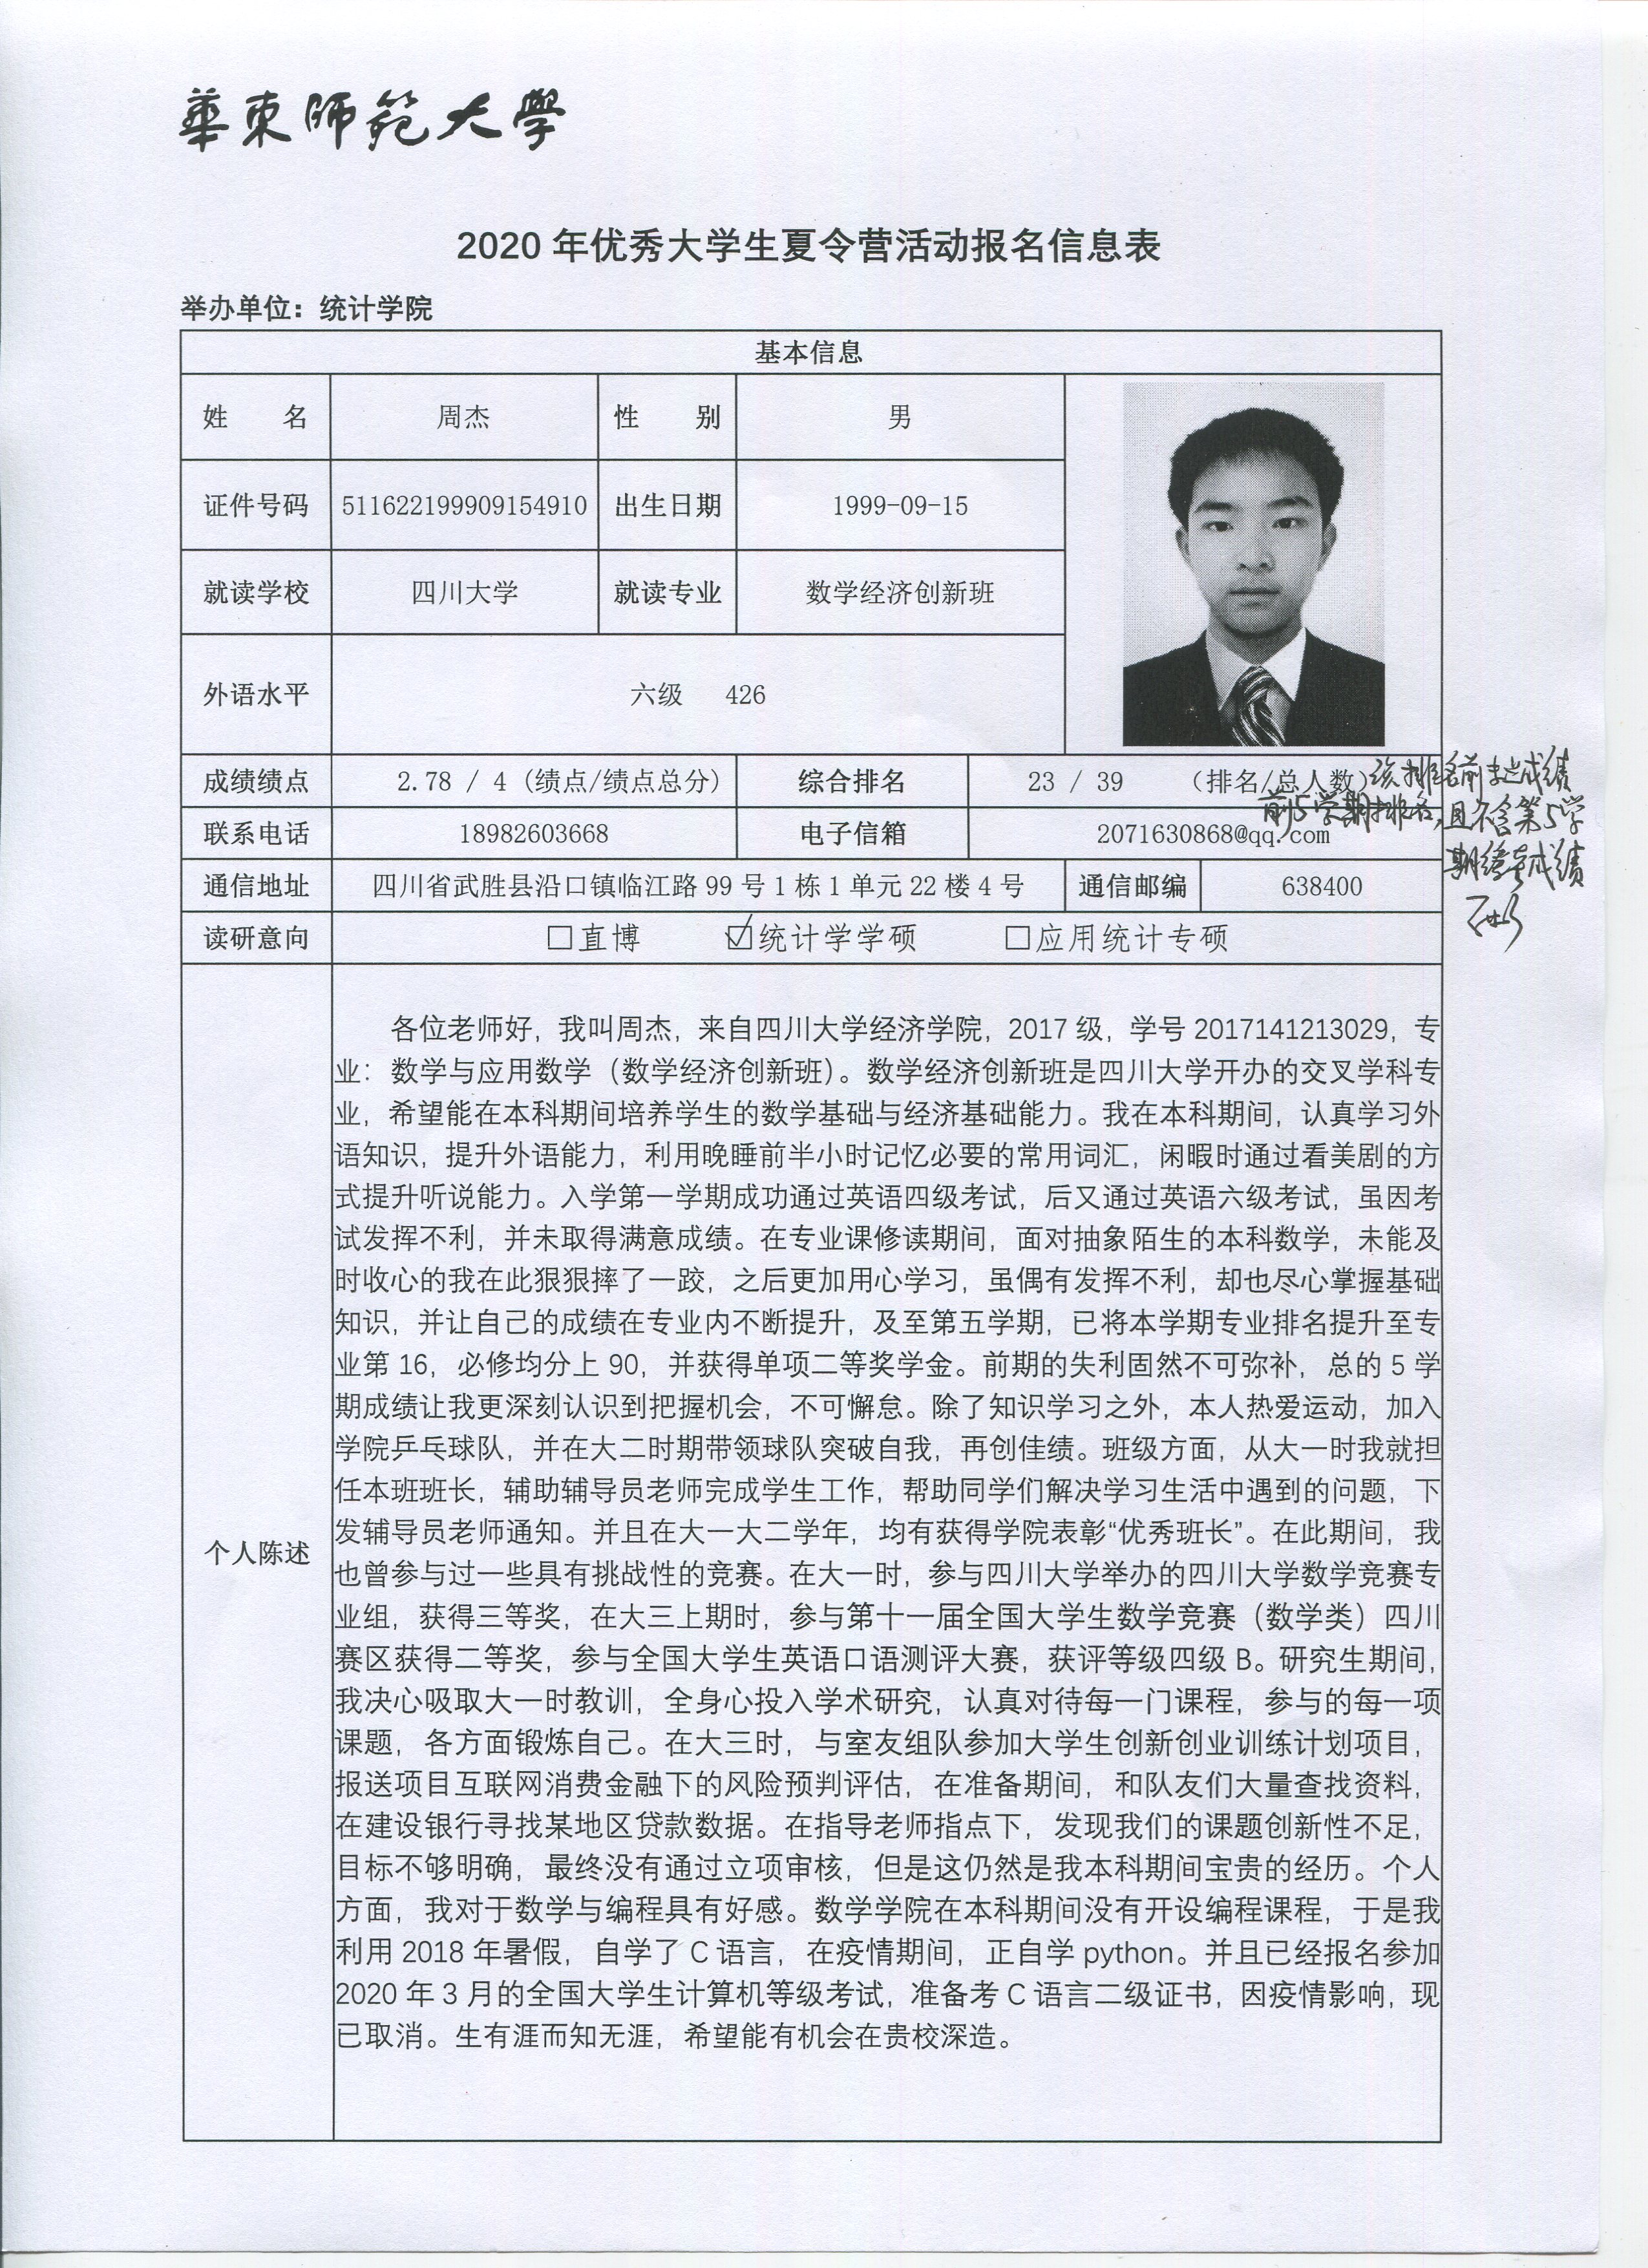 華東師範大學
2020 年优秀大学生夏令营活动报名信息表
举办单位：统计学院
基本信息
姓 名 周杰 性 别 男
证件号码 511622199909154910 出生日期 1999-09-15
就读学校 四川大学 就读专业 数学经济创新班
外语水平 六级 426
成绩绩点 2.78 / 4 (绩点/绩点总分) 综合排名 23 / 39 （排名/总人数）
该排名前 成绩
前5学期排名，且不含第5学
期 成绩
联系电话 18982603668 电子信箱 2071630868@qq.com
通信地址 四川省武胜县沿口镇临江路 99 号 1 栋 1 单元 22 楼 4 号 通信邮编 638400
读研意向 □直博 ☑统计学学硕 □应用统计专硕
个人陈述
各位老师好，我叫周杰，来自四川大学经济学院，2017 级，学号 2017141213029，专
业：数学与应用数学（数学经济创新班）。数学经济创新班是四川大学开办的交叉学科专
业，希望能在本科期间培养学生的数学基础与经济基础能力。我在本科期间，认真学习外
语知识，提升外语能力，利用晚睡前半小时记忆必要的常用词汇，闲暇时通过看美剧的方
式提升听说能力。入学第一学期成功通过英语四级考试，后又通过英语六级考试，虽因考
试发挥不利，并未取得满意成绩。在专业课修读期间，面对抽象陌生的本科数学，未能及
时收心的我在此狠狠摔了一跤，之后更加用心学习，虽偶有发挥不利，却也尽心掌握基础
知识，并让自己的成绩在专业内不断提升，及至第五学期，已将本学期专业排名提升至专
业第 16，必修均分上 90，并获得单项二等奖学金。前期的失利固然不可弥补，总的 5 学
期成绩让我更深刻认识到把握机会，不可懈怠。除了知识学习之外，本人热爱运动，加入
学院乒乓球队，并在大二时期带领球队突破自我，再创佳绩。班级方面，从大一时我就担
任本班班长，辅助辅导员老师完成学生工作，帮助同学们解决学习生活中遇到的问题，下
发辅导员老师通知。并且在大一大二学年，均有获得学院表彰“优秀班长”。在此期间，我
也曾参与过一些具有挑战性的竞赛。在大一时，参与四川大学举办的四川大学数学竞赛专
业组，获得三等奖，在大三上期时，参与第十一届全国大学生数学竞赛（数学类）四川
赛区获得二等奖，参与全国大学生英语口语测评大赛，获评等级四级 B。研究生期间，
我决心吸取大一时教训，全身心投入学术研究，认真对待每一门课程，参与的每一项
课题，各方面锻炼自己。在大三时，与室友组队参加大学生创新创业训练计划项目，
报送项目互联网消费金融下的风险预判评估，在准备期间，和队友们大量查找资料，
在建设银行寻找某地区贷款数据。在指导老师指点下，发现我们的课题创新性不足，
目标不够明确，最终没有通过立项审核，但是这仍然是我本科期间宝贵的经历。个人
方面，我对于数学与编程具有好感。数学学院在本科期间没有开设编程课程，于是我
利用 2018 年暑假，自学了 C 语言，在疫情期间，正自学 python。并且已经报名参加
2020 年 3 月的全国大学生计算机等级考试，准备考 C 语言二级证书，因疫情影响，现
已取消。生有涯而知无涯，希望能有机会在贵校深造。